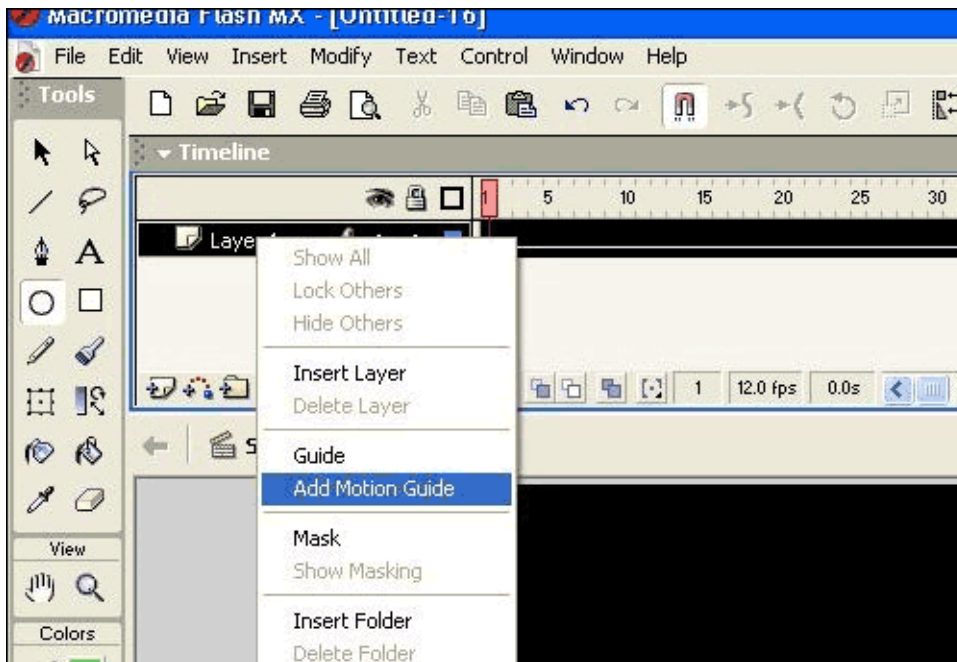 Macromedia Flash MX - [Untitled-16]
File Edit View Insert Modify Text Control Window Help
Tools
Timeline
1 5 10 15 20 25 30
Show All
Lock Others
Hide Others
Insert Layer
Delete Layer
1 12.0 fps 0.0s
Guide
Add Motion Guide
Mask
Show Masking
View
Insert Folder
Colors
Delete Folder